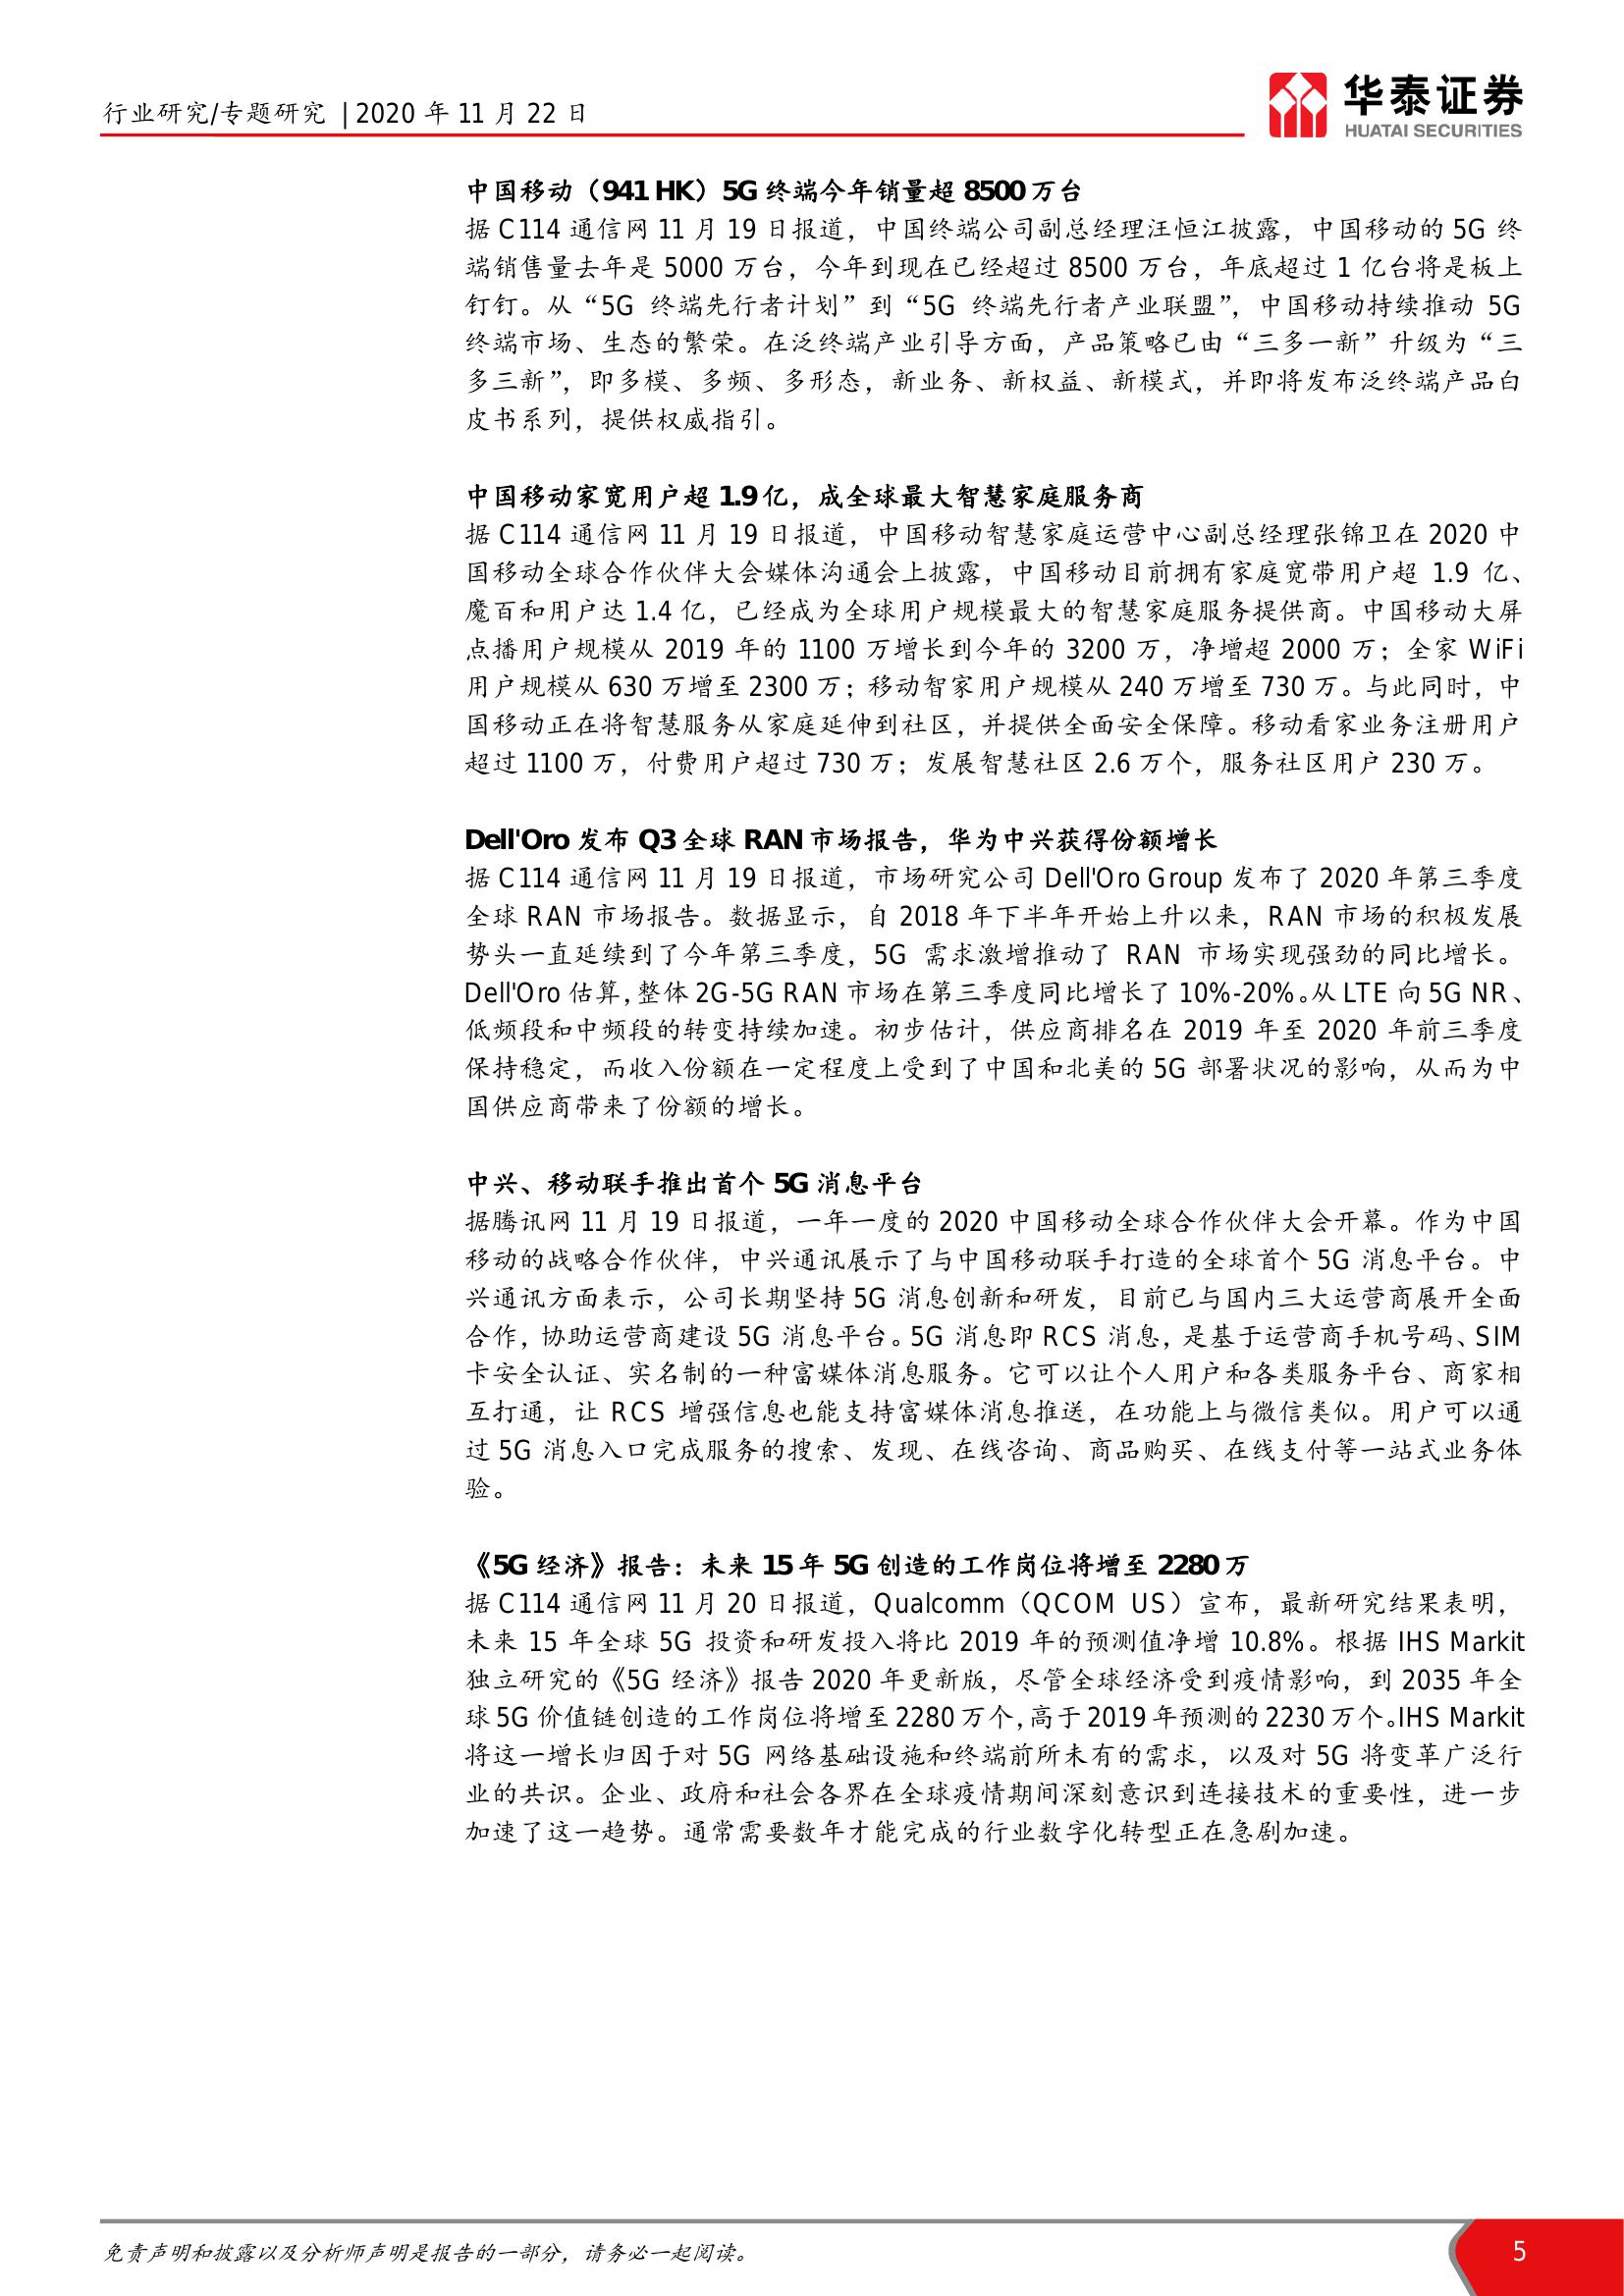 行业研究/专题研究 | 2020 年 11 月 22 日
华泰证券
HUATAI SECURITIES
中国移动（941 HK）5G 终端今年销量超 8500 万台
据 C114 通信网 11 月 19 日报道，中国终端公司副总经理汪恒江披露，中国移动的 5G 终
端销售量去年是 5000 万台，今年到现在已经超过 8500 万台，年底超过 1 亿台将是板上
钉钉。从“5G 终端先行者计划”到“5G 终端先行者产业联盟”，中国移动持续推动 5G
终端市场、生态的繁荣。在泛终端产业引导方面，产品策略已由“三多一新”升级为“三
多三新”，即多模、多频、多形态，新业务、新权益、新模式，并即将发布泛终端产品白
皮书系列，提供权威指引。
中国移动家宽用户超 1.9 亿，成全球最大智慧家庭服务商
据 C114 通信网 11 月 19 日报道，中国移动智慧家庭运营中心副总经理张锦卫在 2020 中
国移动全球合作伙伴大会媒体沟通会上披露，中国移动目前拥有家庭宽带用户超 1.9 亿、
魔百和用户达 1.4 亿，已经成为全球用户规模最大的智慧家庭服务提供商。中国移动大屏
点播用户规模从 2019 年的 1100 万增长到今年的 3200 万，净增超 2000 万；全家 WiFi
用户规模从 630 万增至 2300 万；移动智家用户规模从 240 万增至 730 万。与此同时，中
国移动正在将智慧服务从家庭延伸到社区，并提供全面安全保障。移动看家业务注册用户
超过 1100 万，付费用户超过 730 万；发展智慧社区 2.6 万个，服务社区用户 230 万。
Dell'Oro 发布 Q3 全球 RAN 市场报告，华为中兴获得份额增长
据 C114 通信网 11 月 19 日报道，市场研究公司 Dell'Oro Group 发布了 2020 年第三季度
全球 RAN 市场报告。数据显示，自 2018 年下半年开始上升以来，RAN 市场的积极发展
势头一直延续到了今年第三季度，5G 需求激增推动了 RAN 市场实现强劲的同比增长。
Dell'Oro 估算，整体 2G-5G RAN 市场在第三季度同比增长了 10%-20%。从 LTE 向 5G NR、
低频段和中频段的转变持续加速。初步估计，供应商排名在 2019 年至 2020 年前三季度
保持稳定，而收入份额在一定程度上受到了中国和北美的 5G 部署状况的影响，从而为中
国供应商带来了份额的增长。
中兴、移动联手推出首个 5G 消息平台
据腾讯网 11 月 19 日报道，一年一度的 2020 中国移动全球合作伙伴大会开幕。作为中国
移动的战略合作伙伴，中兴通讯展示了与中国移动联手打造的全球首个 5G 消息平台。中
兴通讯方面表示，公司长期坚持 5G 消息创新和研发，目前已与国内三大运营商展开全面
合作，协助运营商建设 5G 消息平台。5G 消息即 RCS 消息，是基于运营商手机号码、SIM
卡安全认证、实名制的一种富媒体消息服务。它可以让个人用户和各类服务平台、商家相
互打通，让 RCS 增强信息也能支持富媒体消息推送，在功能上与微信类似。用户可以通
过 5G 消息入口完成服务的搜索、发现、在线咨询、商品购买、在线支付等一站式业务体
验。
《5G 经济》报告：未来 15 年 5G 创造的工作岗位将增至 2280 万
据 C114 通信网 11 月 20 日报道，Qualcomm（QCOM US）宣布，最新研究结果表明，
未来 15 年全球 5G 投资和研发投入将比 2019 年的预测值净增 10.8%。根据 IHS Markit
独立研究的《5G 经济》报告 2020 年更新版，尽管全球经济受到疫情影响，到 2035 年全
球 5G 价值链创造的工作岗位将增至 2280 万个，高于 2019 年预测的 2230 万个。IHS Markit
将这一增长归因于对 5G 网络基础设施和终端前所未有的需求，以及对 5G 将变革广泛行
业的共识。企业、政府和社会各界在全球疫情期间深刻意识到连接技术的重要性，进一步
加速了这一趋势。通常需要数年才能完成的行业数字化转型正在急剧加速。
免责声明和披露以及分析师声明是报告的一部分，请务必一起阅读。
5